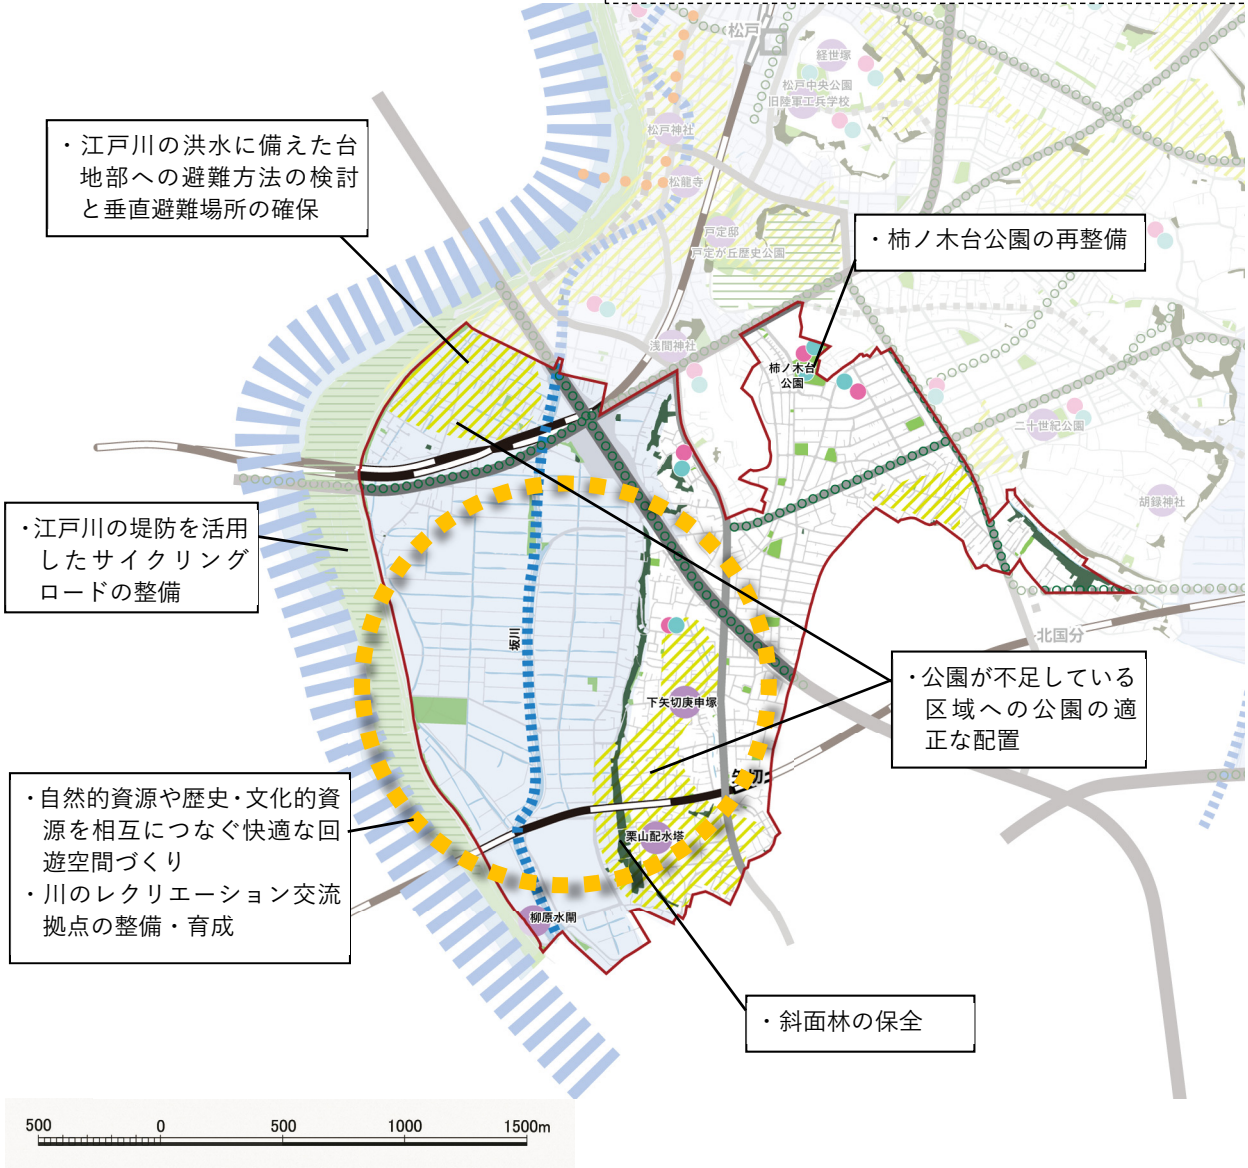 松戸
経世塚
松戸中央公園
旧陸軍工兵学校
・江戸川の洪水に備えた台
地部への避難方法の検討
と垂直避難場所の確保
松戸神社
松龍寺
戸定邸
戸定が丘歴史公園
・柿ノ木台公園の再整備
浅間神社
柿ノ木台
公園
二十世紀公園
胡録神社
・江戸川の堤防を活用
したサイクリング
ロードの整備
坂川
北国分
・公園が不足している
区域への公園の適
正な配置
下矢切庚申塚
矢切
・自然的資源や歴史・文化的資
源を相互につなぐ快適な回
遊空間づくり
・川のレクリエーション交流
拠点の整備・育成
栗山配水塔
柳原水閘
・斜面林の保全
500 0 500 1000 1500m